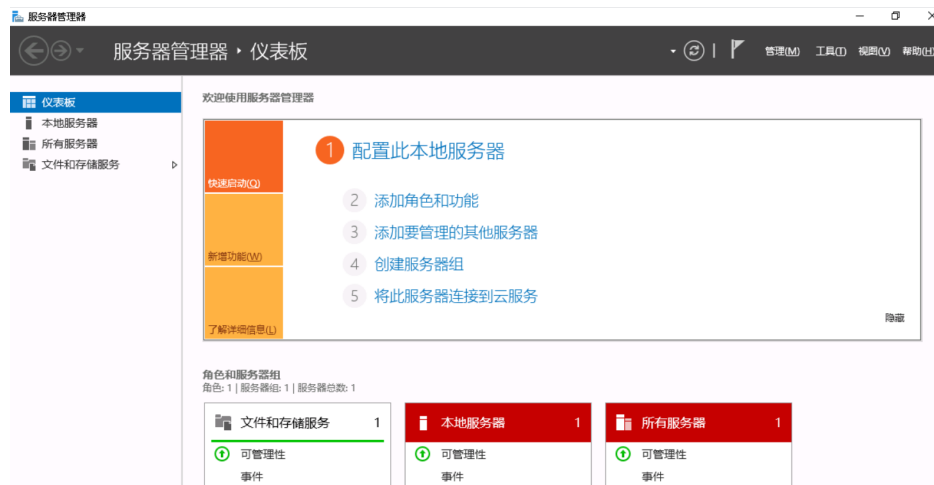 服务器管理器
服务器管理器 ‣ 仪表板
管理(M) 工具(T) 视图(V) 帮助(H)
仪表板
本地服务器
所有服务器
文件和存储服务
欢迎使用服务器管理器
快速启动(Q)
新增功能(W)
了解详细信息(L)
1 配置此本地服务器
2 添加角色和功能
3 添加要管理的其他服务器
4 创建服务器组
5 将此服务器连接到云服务
隐藏
角色和服务器组
角色: 1 | 服务器组: 1 | 服务器总数: 1
文件和存储服务 1
可管理性
事件
本地服务器 1
可管理性
事件
所有服务器 1
可管理性
事件